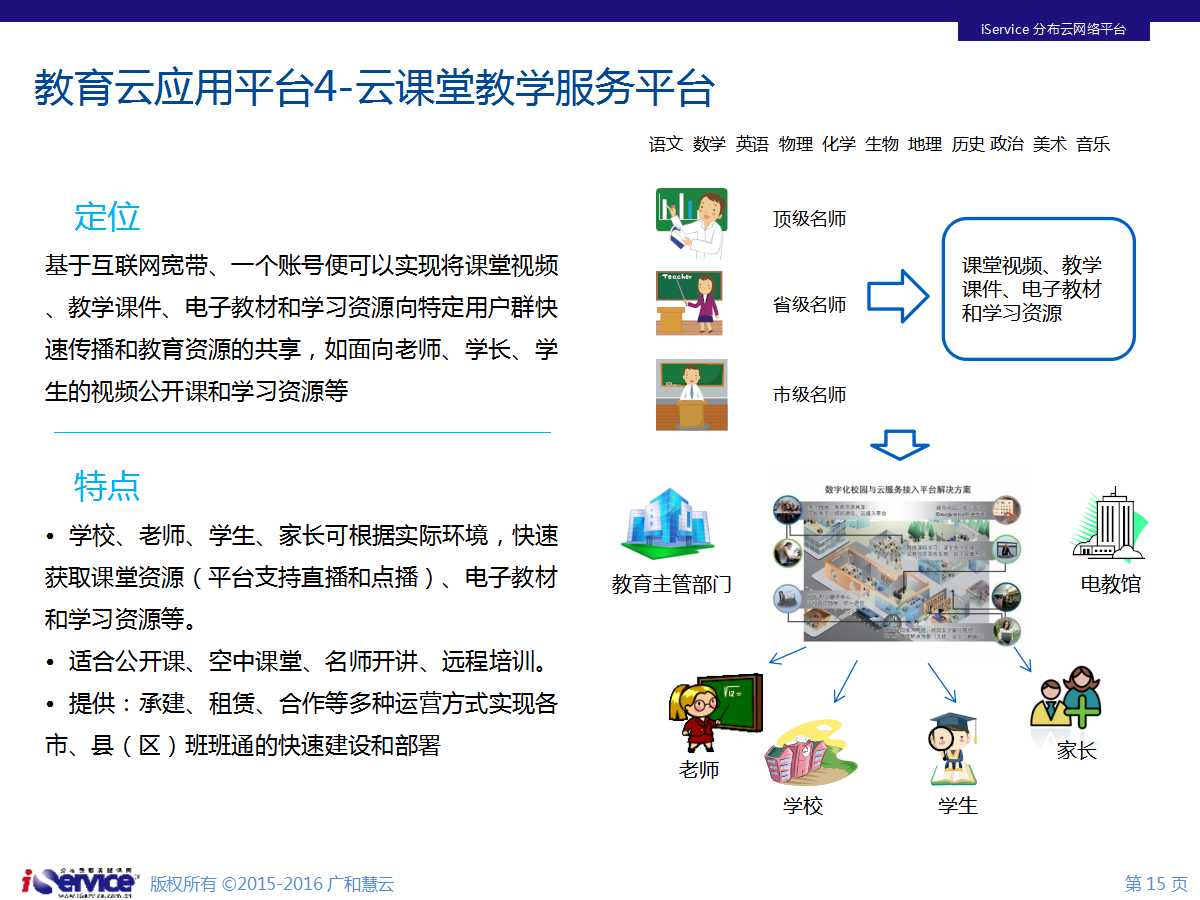 iService 分布云网络平台
教育云应用平台4-云课堂教学服务平台
语文 数学 英语 物理 化学 生物 地理 历史 政治 美术 音乐
定位
基于互联网宽带、一个账号便可以实现将课堂视频
、教学课件、电子教材和学习资源向特定用户群快
速传播和教育资源的共享，如面向老师、学长、学
生的视频公开课和学习资源等
特点
• 学校、老师、学生、家长可根据实际环境，快速
获取课堂资源（平台支持直播和点播）、电子教材
和学习资源等。
• 适合公开课、空中课堂、名师开讲、远程培训。
• 提供：承建、租赁、合作等多种运营方式实现各
市、县（区）班班通的快速建设和部署
顶级名师
Teacher
省级名师
市级名师
课堂视频、教学
课件、电子教材
和学习资源
数字化校园与云服务接入平台解决方案
教育主管部门
电教馆
老师
学校
学生
家长
iService
版权所有 ©2015-2016 广和慧云
第 15 页